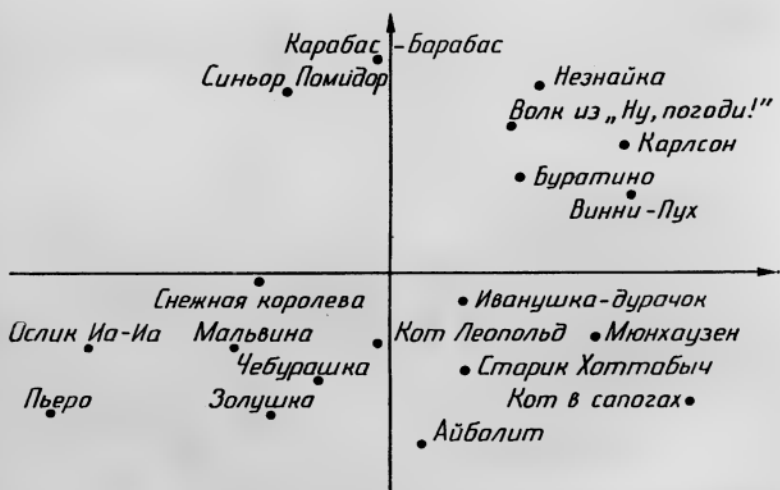 Карабас-Барабас
Синьор Помидор
Незнайка
Волк из „Ну, погоди!”
Карлсон
Буратино
Винни-Пух
Снежная королева
Иванушка-дурачок
Ослик Иа-Иа
Мальвина
Кот Леопольд
Мюнхаузен
Чебурашка
Старик Хоттабыч
Пьеро
Золушка
Кот в сапогах
Айболит